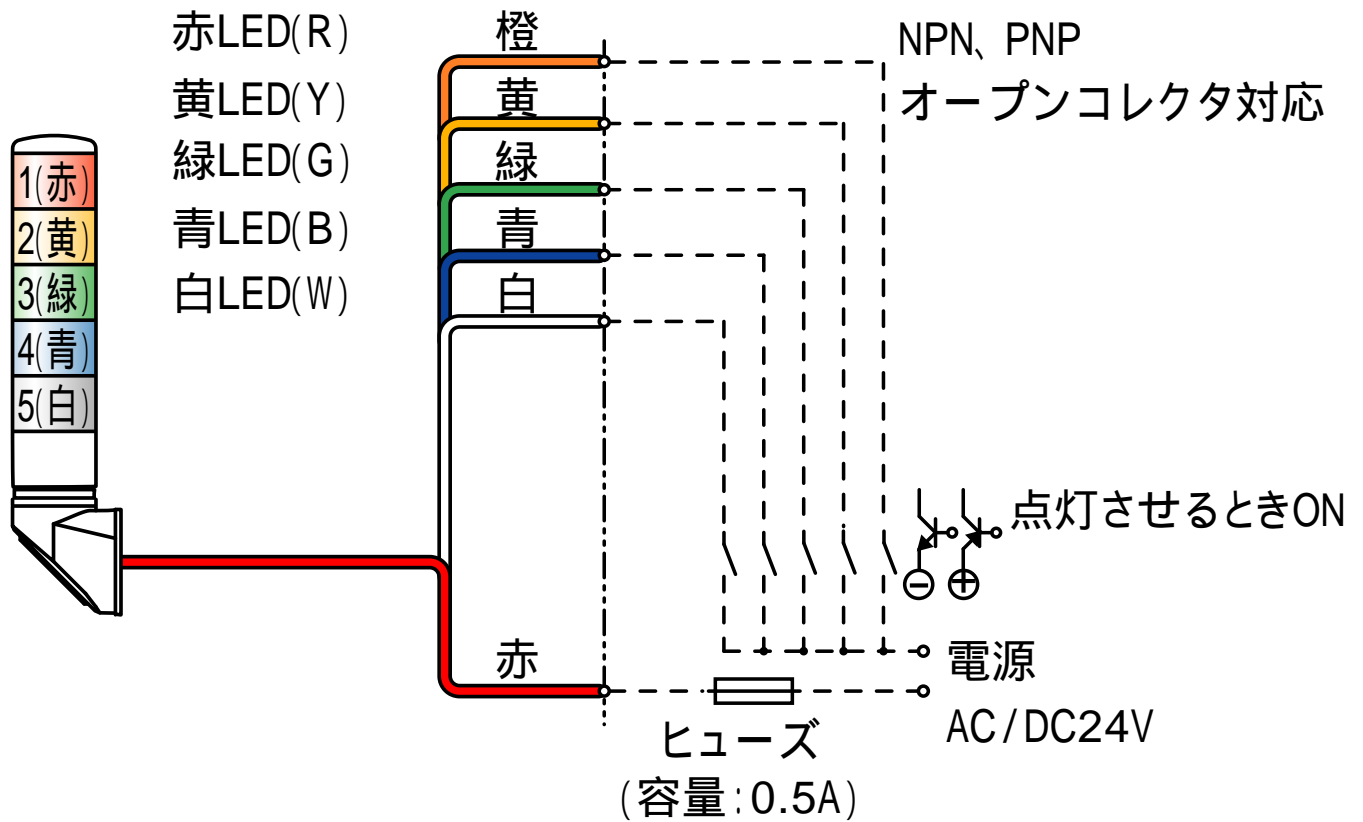 赤LED(R)
橙
NPN、PNP
オープンコレクタ対応
黄LED(Y)
黄
緑LED(G)
緑
青LED(B)
青
白LED(W)
白
1(赤)
2(黄)
3(緑)
4(青)
5(白)
点灯させるときON
赤
電源
AC/DC24V
ヒューズ
(容量:0.5A)